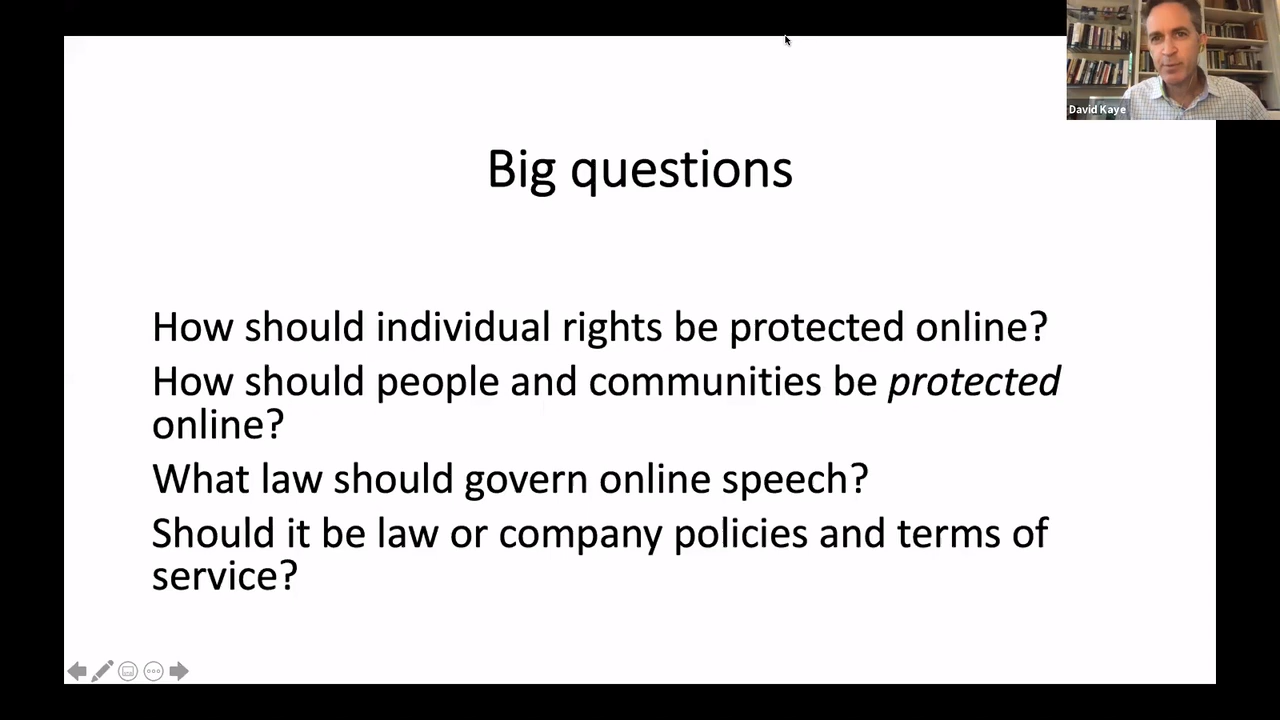 David Kaye
Big questions
How should individual rights be protected online?
How should people and communities be protected
online?
What law should govern online speech?
Should it be law or company policies and terms of
service?